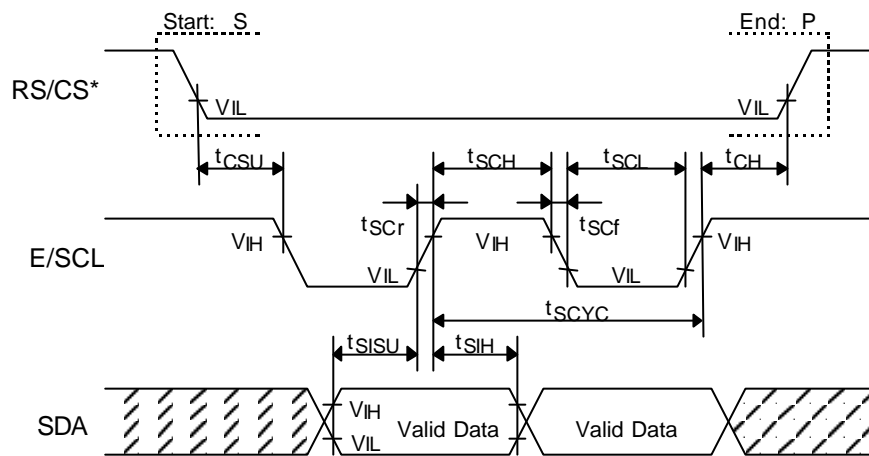 Start: S
End: P
RS/CS*
VIL
VIL
tCSU
tSCH
tSCL
tCH
tSCr
tSCf
E/SCL
VIH
VIH
VIH
VIL
VIL
tSCYC
tSISU
tSIH
SDA
VIH
VIL
Valid Data
Valid Data